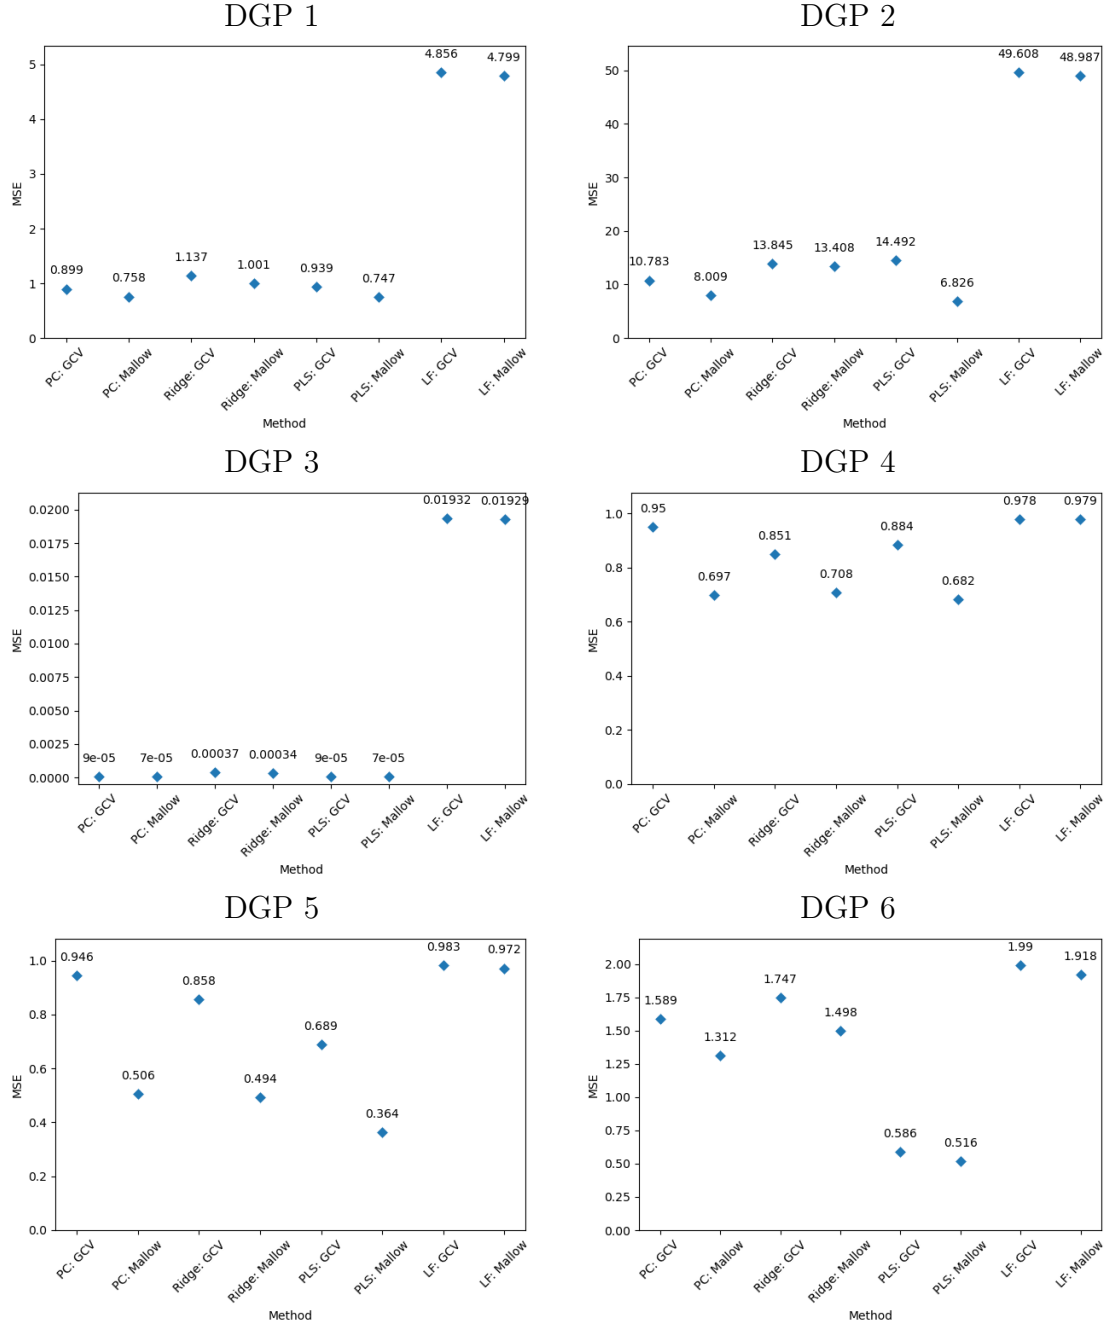 DGP 1
5
4
3
2
1
0
MSE
0.899
0.758
1.137
1.001
0.939
0.747
4.856
4.799
PC: GCV
PC: Mallow
Ridge: GCV
Ridge: Mallow
PLS: GCV
PLS: Mallow
LF: GCV
LF: Mallow
Method
DGP 2
50
40
30
20
10
0
MSE
10.783
8.009
13.845
13.408
14.492
6.826
49.608
48.987
PC: GCV
PC: Mallow
Ridge: GCV
Ridge: Mallow
PLS: GCV
PLS: Mallow
LF: GCV
LF: Mallow
Method
DGP 3
0.0200
0.0175
0.0150
0.0125
0.0100
0.0075
0.0050
0.0025
0.0000
MSE
9e-05
7e-05
0.00037
0.00034
9e-05
7e-05
0.01932
0.01929
PC: GCV
PC: Mallow
Ridge: GCV
Ridge: Mallow
PLS: GCV
PLS: Mallow
LF: GCV
LF: Mallow
Method
DGP 4
1.0
0.8
0.6
0.4
0.2
0.0
MSE
0.95
0.697
0.851
0.708
0.884
0.682
0.978
0.979
PC: GCV
PC: Mallow
Ridge: GCV
Ridge: Mallow
PLS: GCV
PLS: Mallow
LF: GCV
LF: Mallow
Method
DGP 5
1.0
0.8
0.6
0.4
0.2
0.0
MSE
0.946
0.506
0.858
0.494
0.689
0.364
0.983
0.972
PC: GCV
PC: Mallow
Ridge: GCV
Ridge: Mallow
PLS: GCV
PLS: Mallow
LF: GCV
LF: Mallow
Method
DGP 6
2.00
1.75
1.50
1.25
1.00
0.75
0.50
0.25
0.00
MSE
1.589
1.312
1.747
1.498
0.586
0.516
1.99
1.918
PC: GCV
PC: Mallow
Ridge: GCV
Ridge: Mallow
PLS: GCV
PLS: Mallow
LF: GCV
LF: Mallow
Method